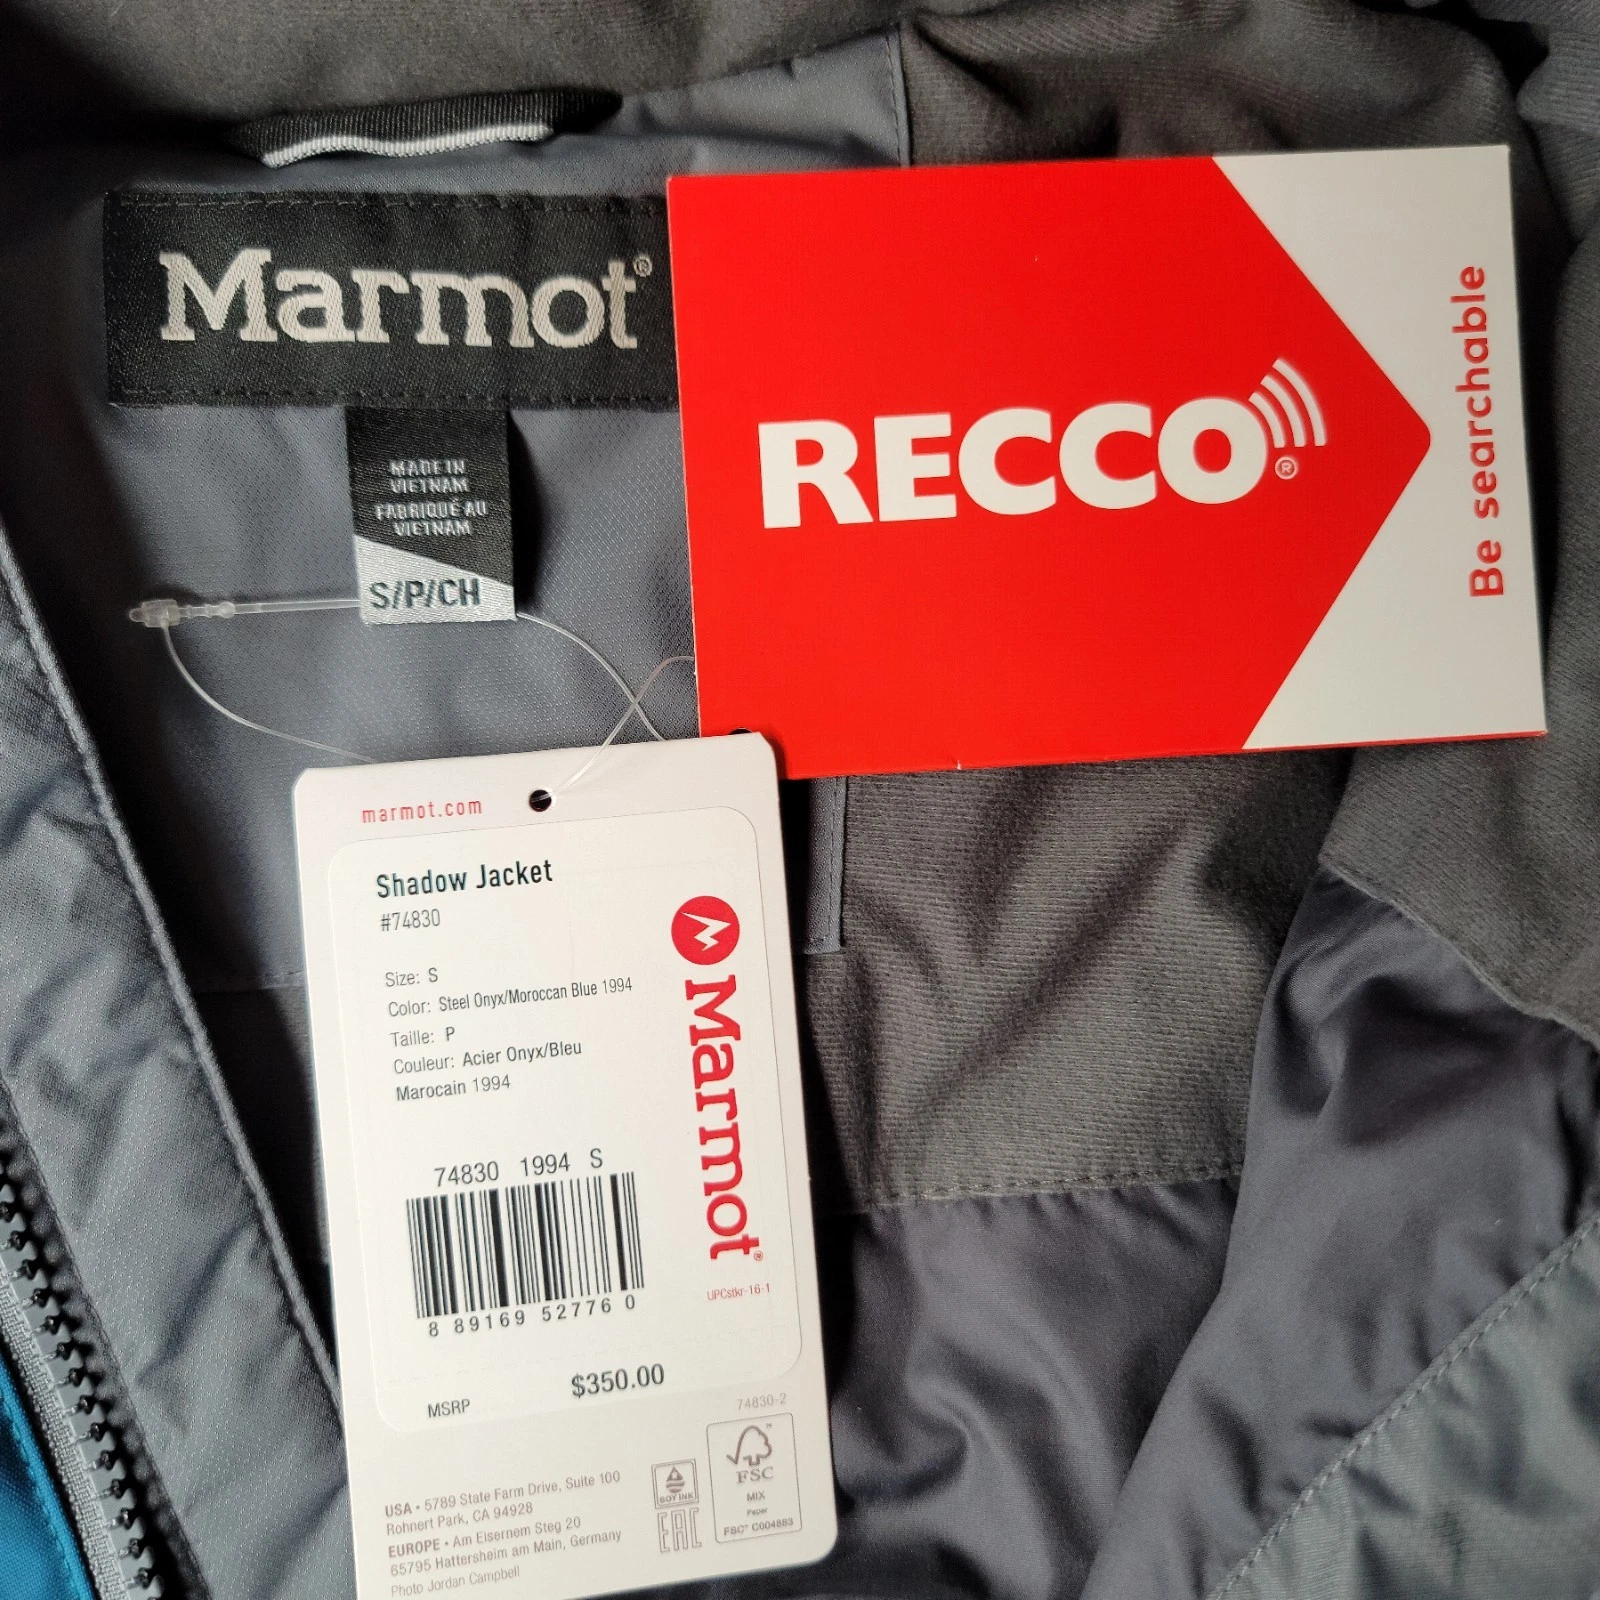 Marmot®
MADE IN
VIETNAM
FABRIQUÉ AU
VIETNAM
S/P/CH
RECCO®
Be searchable
marmot.com
Shadow Jacket
#74830
Size: S
Color: Steel Onyx/Moroccan Blue 1994
Taille: P
Couleur: Acier Onyx/Bleu
Marocain 1994
74830 1994 S
8 89169 52776 0
MSRP $350.00
Marmot®
UPCstkr-16-1
74830-2
USA • 5789 State Farm Drive, Suite 100
Rohnert Park, CA 94928
EUROPE • Am Eisernem Steg 20
65795 Hattersheim am Main, Germany
Photo Jordan Campbell
SOY INK
EAC
FSC
™
MIX
Paper
FSC® C004883